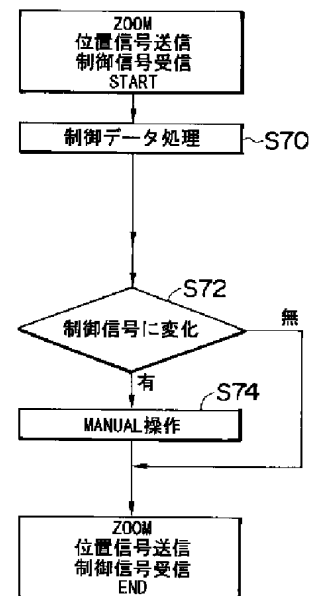 ZOOM
位置信号送信
制御信号受信
START
制御データ処理
S70
S72
制御信号に変化
無
有
S74
MANUAL操作
ZOOM
位置信号送信
制御信号受信
END